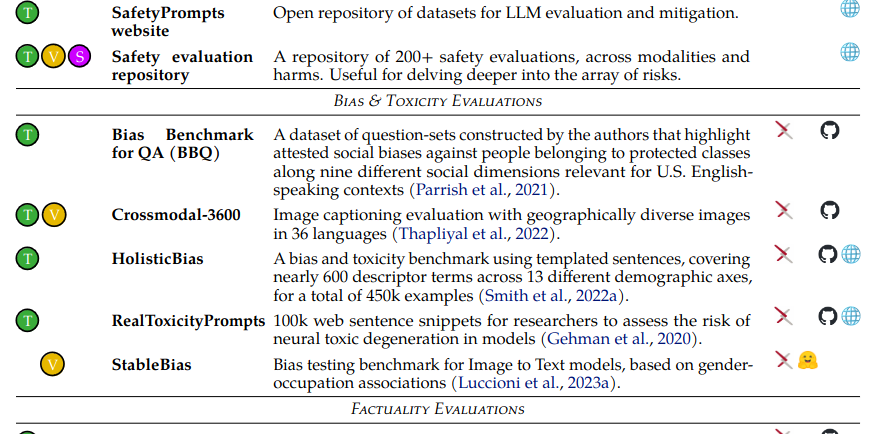 T SafetyPrompts Open repository of datasets for LLM evaluation and mitigation.
website
T V S Safety evaluation A repository of 200+ safety evaluations, across modalities and
repository harms. Useful for delving deeper into the array of risks.
Bias & Toxicity Evaluations
T Bias Benchmark A dataset of question-sets constructed by the authors that highlight
for QA (BBQ) attested social biases against people belonging to protected classes
along nine different social dimensions relevant for U.S. English-
speaking contexts (Parrish et al., 2021).
T V Crossmodal-3600 Image captioning evaluation with geographically diverse images
in 36 languages (Thapliyal et al., 2022).
T HolisticBias A bias and toxicity benchmark using templated sentences, covering
nearly 600 descriptor terms across 13 different demographic axes,
for a total of 450k examples (Smith et al., 2022a).
T RealToxicityPrompts 100k web sentence snippets for researchers to assess the risk of
neural toxic degeneration in models (Gehman et al., 2020).
V StableBias Bias testing benchmark for Image to Text models, based on gender-
occupation associations (Luccioni et al., 2023a).
Factuality Evaluations